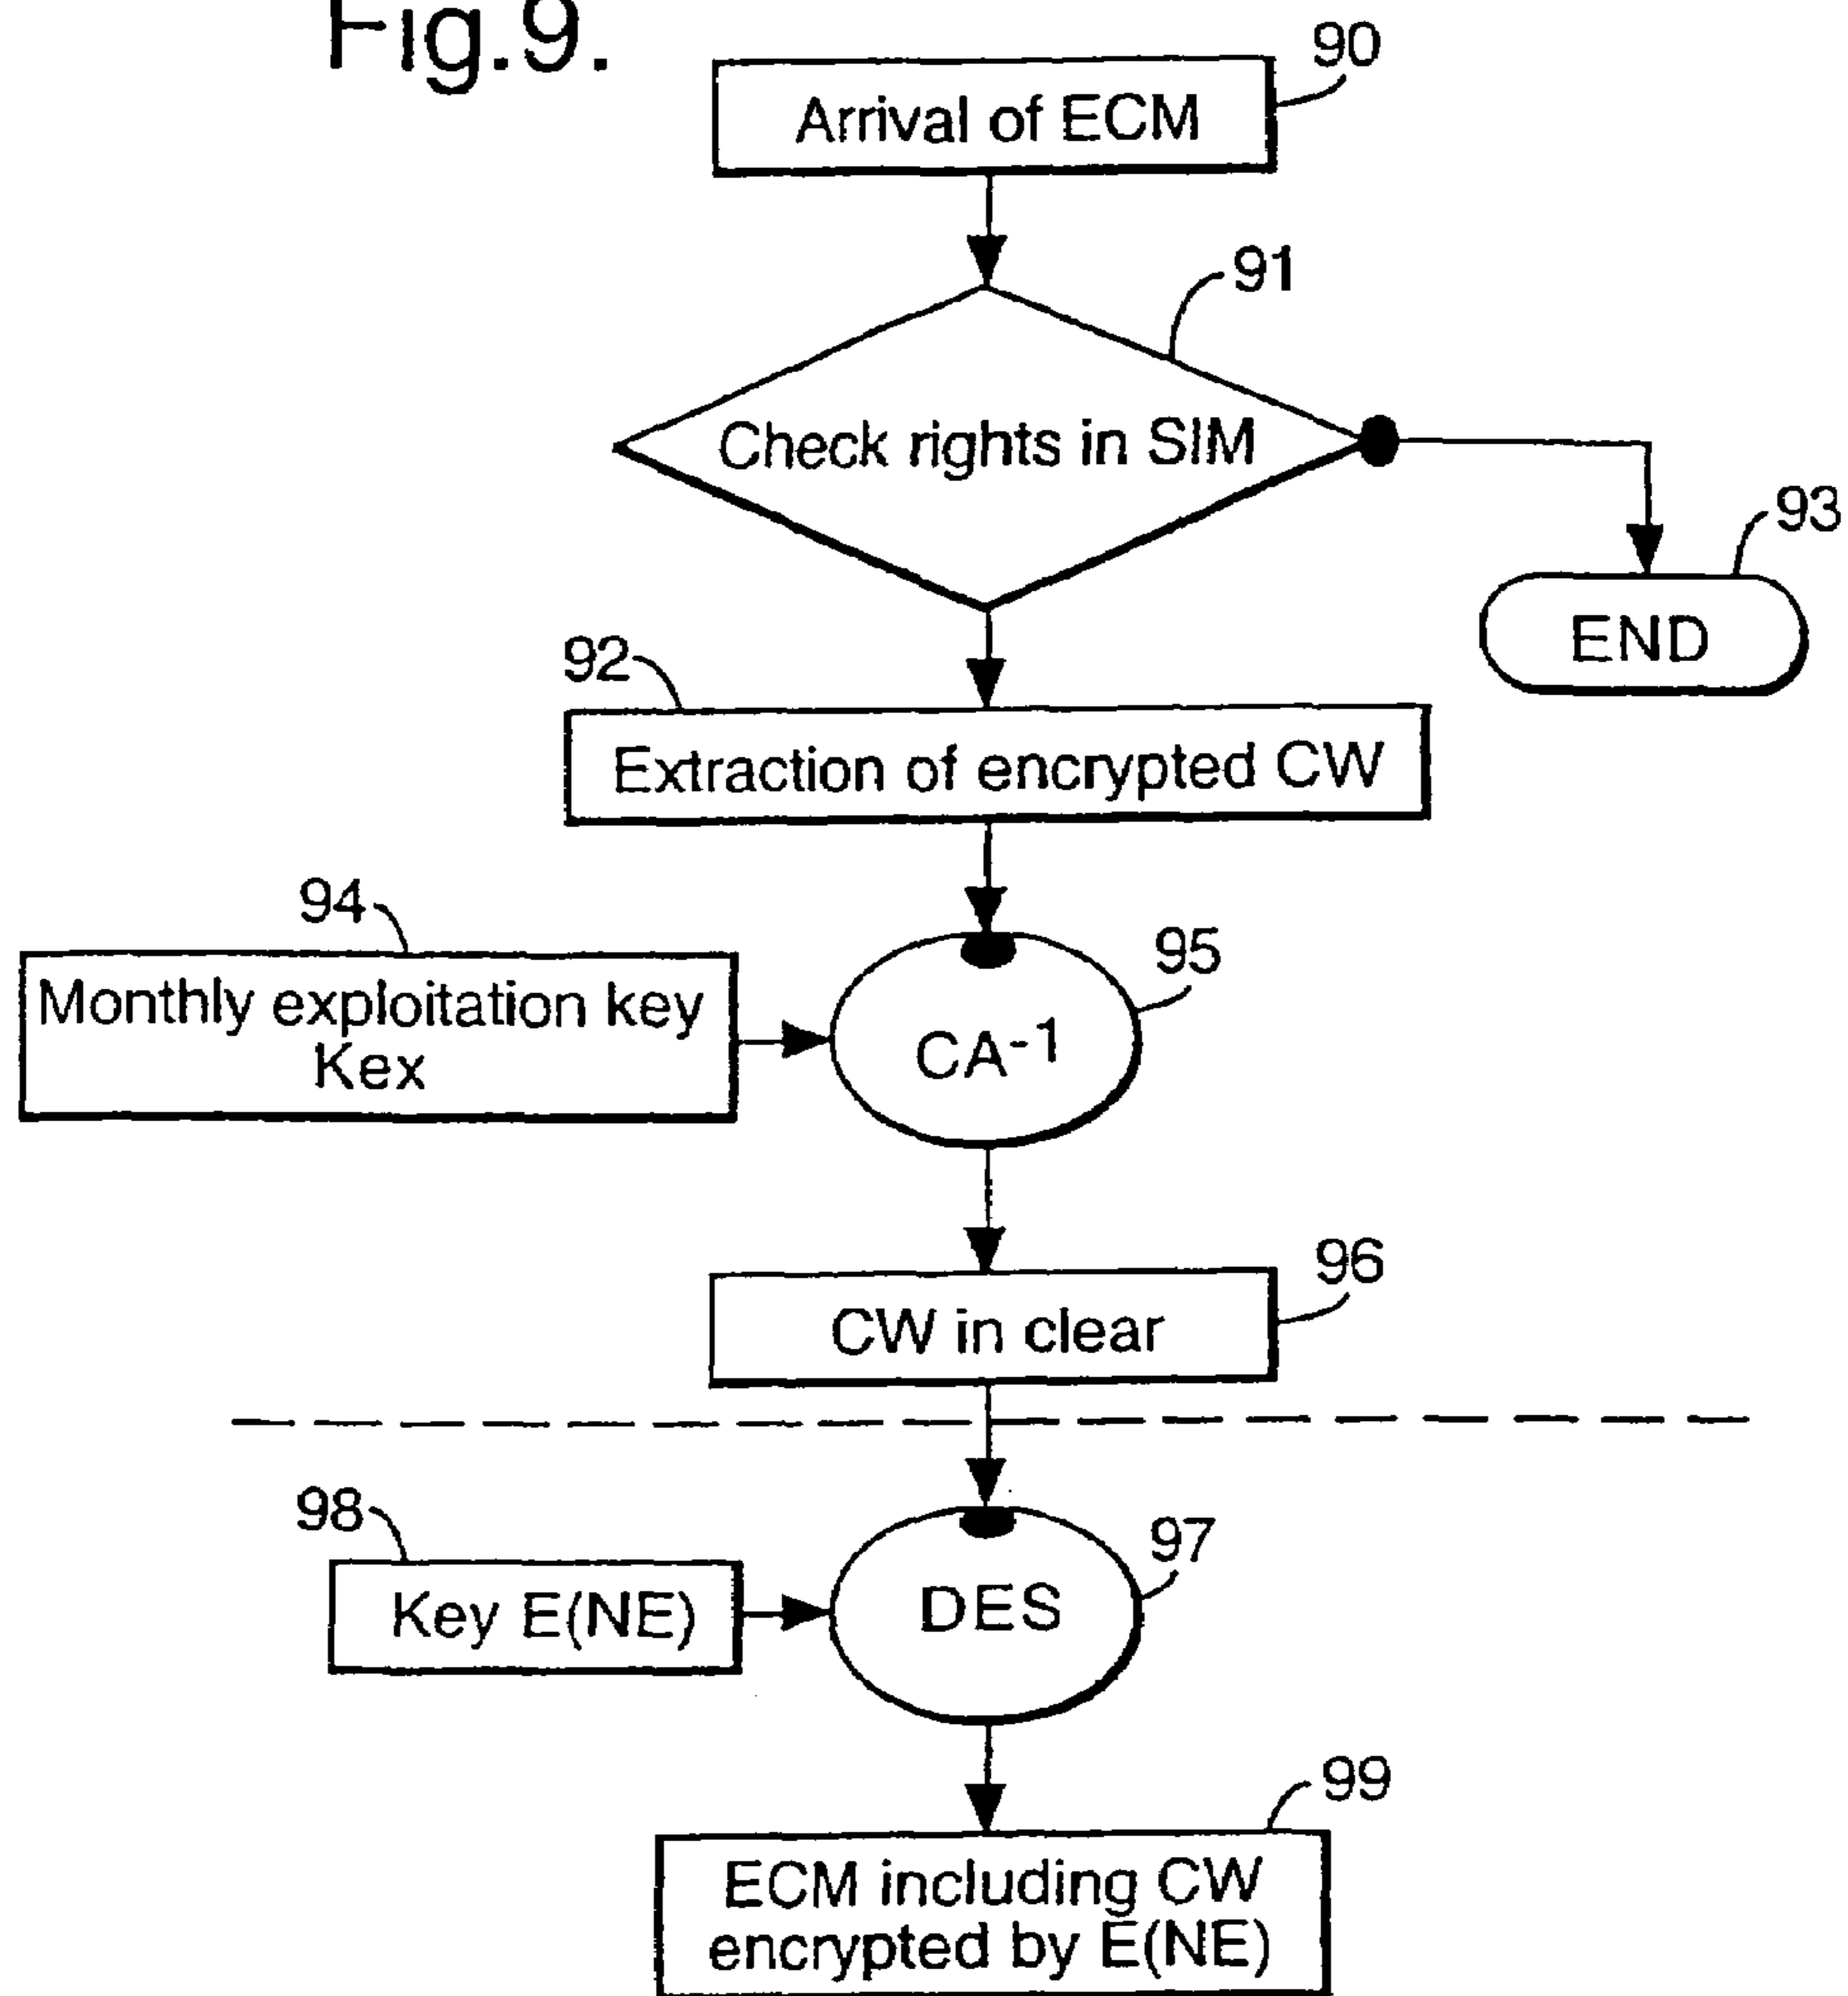 Fig.9.
90
Arrival of ECM
91
Check rights in SIM
93
END
92
Extraction of encrypted CW
94
Monthly exploitation key
Kex
95
CA-1
96
CW in clear
98
Key E(NE)
97
DES
99
ECM including CW
encrypted by E(NE)